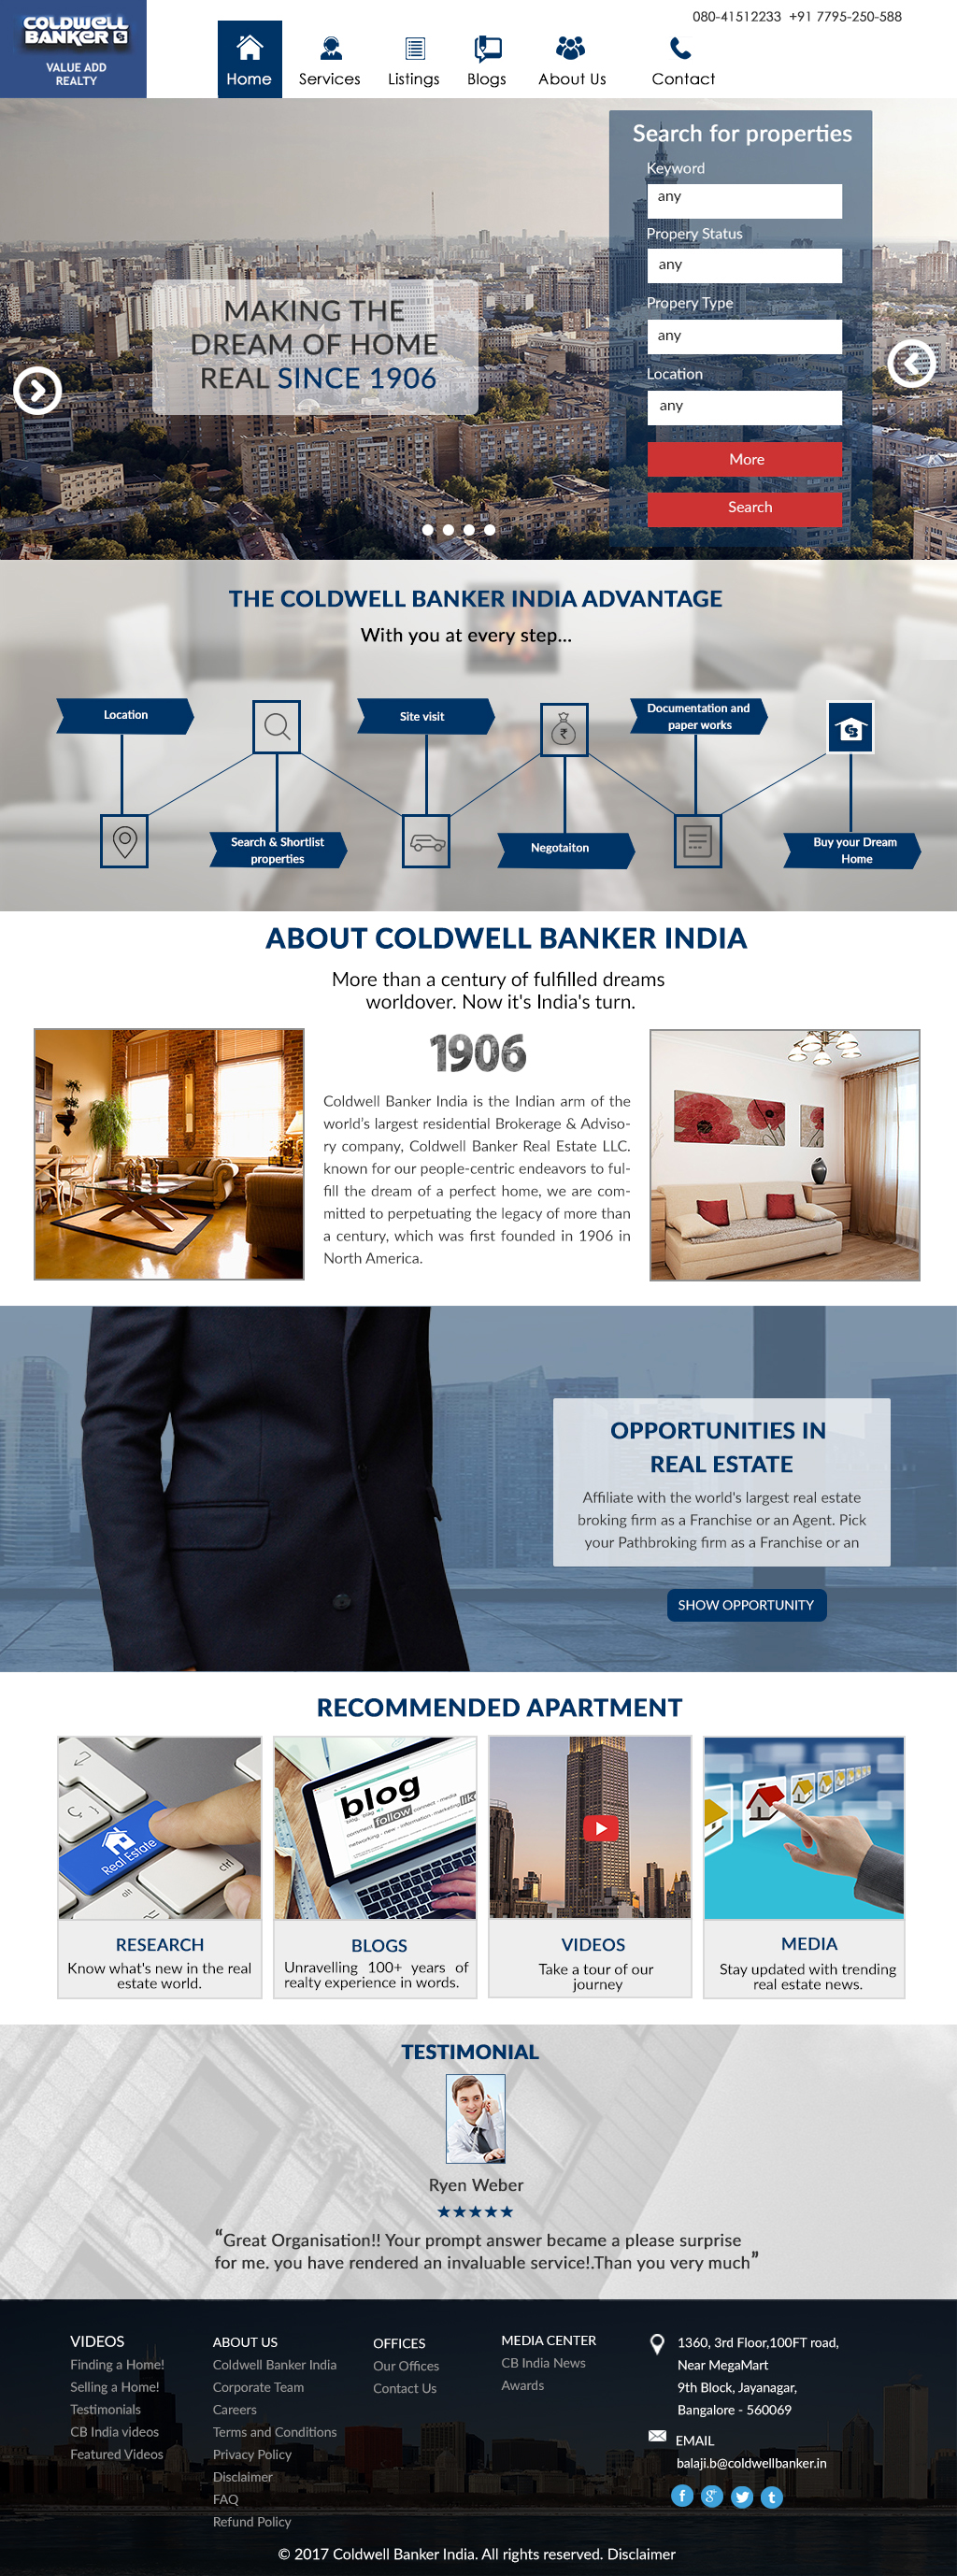 COLDWELL
BANKER CB
VALUE ADD
REALTY
080-41512233 +91 7795-250-588
Home
Services
Listings
Blogs
About Us
Contact
Search for properties
Keyword
any
Propery Status
any
Propery Type
any
Location
any
More
Search
MAKING THE
DREAM OF HOME
REAL SINCE 1906
THE COLDWELL BANKER INDIA ADVANTAGE
With you at every step...
Location
Site visit
Documentation and
paper works
₹
CB
Search & Shortlist
properties
Negotaiton
Buy your Dream
Home
ABOUT COLDWELL BANKER INDIA
More than a century of fulfilled dreams
worldover. Now it's India's turn.
1906
Coldwell Banker India is the Indian arm of the
world's largest residential Brokerage & Adviso-
ry company, Coldwell Banker Real Estate LLC.
known for our people-centric endeavors to ful-
fill the dream of a perfect home, we are com-
mitted to perpetuating the legacy of more than
a century, which was first founded in 1906 in
North America.
OPPORTUNITIES IN
REAL ESTATE
Affiliate with the world's largest real estate
broking firm as a Franchise or an Agent. Pick
your Pathbroking firm as a Franchise or an
SHOW OPPORTUNITY
RECOMMENDED APARTMENT
Real Estate
ctrl
alt
blog
follow
RESEARCH
Know what's new in the real
estate world.
BLOGS
Unravelling 100+ years of
realty experience in words.
VIDEOS
Take a tour of our
journey
MEDIA
Stay updated with trending
real estate news.
TESTIMONIAL
Ryen Weber
★★★★★
“Great Organisation!! Your prompt answer became a please surprise
for me. you have rendered an invaluable service!.Than you very much”
VIDEOS
Finding a Home!
Selling a Home!
Testimonials
CB India videos
Featured Videos
ABOUT US
Coldwell Banker India
Corporate Team
Careers
Terms and Conditions
Privacy Policy
Disclaimer
FAQ
Refund Policy
OFFICES
Our Offices
Contact Us
MEDIA CENTER
CB India News
Awards
1360, 3rd Floor,100FT road,
Near MegaMart
9th Block, Jayanagar,
Bangalore - 560069
EMAIL
balaji.b@coldwellbanker.in
© 2017 Coldwell Banker India. All rights reserved. Disclaimer